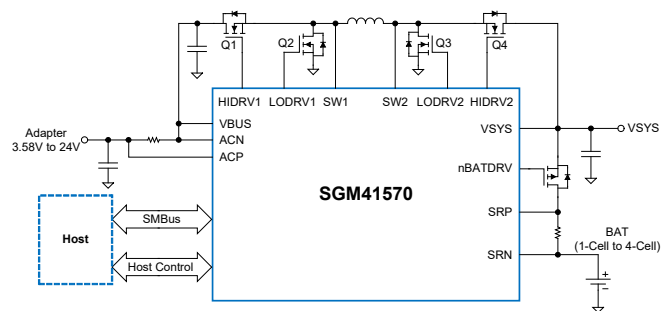 Q1
Q2
Q3
Q4
HIDRV1 LODRV1 SW1 SW2 LODRV2 HIDRV2
Adapter
3.58V to 24V
VBUS
ACN
ACP
VSYS
VSYS
nBATDRV
SGM41570
SRP
SRN
BAT
(1-Cell to 4-Cell)
+
−
Host
SMBus
Host Control